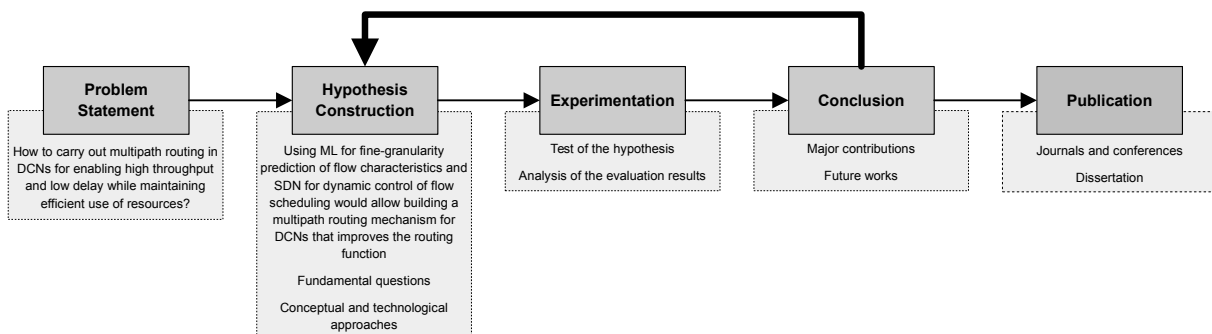 Problem
Statement
How to carry out multipath routing in
DCNs for enabling high throughput
and low delay while maintaining
efficient use of resources?
Hypothesis
Construction
Using ML for fine-granularity
prediction of flow characteristics and
SDN for dynamic control of flow
scheduling would allow building a
multipath routing mechanism for
DCNs that improves the routing
function
Fundamental questions
Conceptual and technological
approaches
Experimentation
Test of the hypothesis
Analysis of the evaluation results
Conclusion
Major contributions
Future works
Publication
Journals and conferences
Dissertation